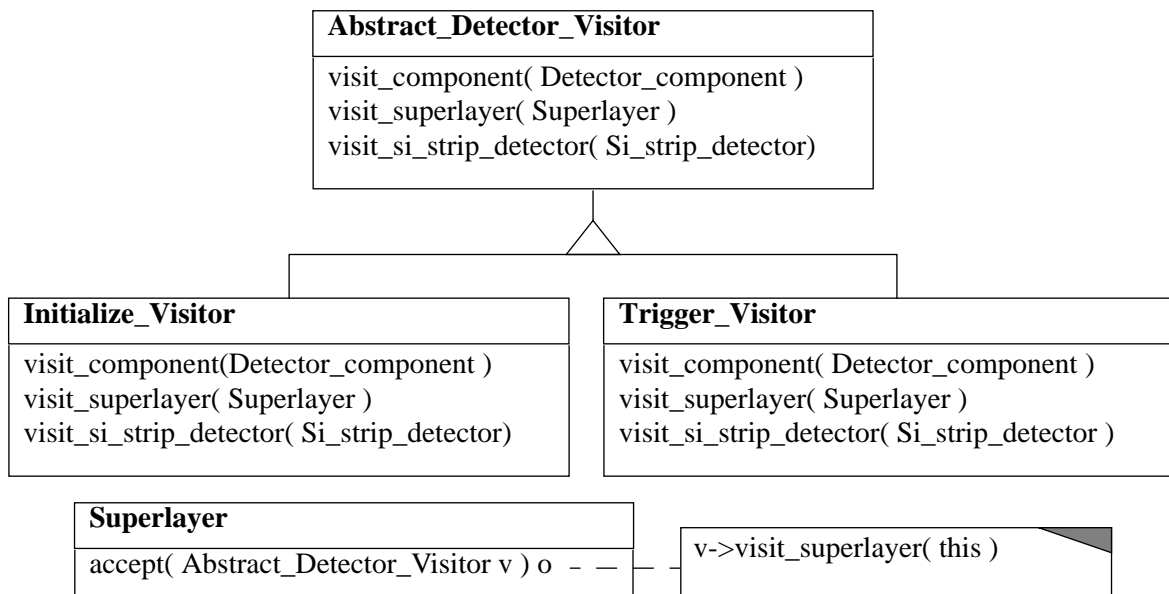 Abstract_Detector_Visitor
visit_component( Detector_component )
visit_superlayer( Superlayer )
visit_si_strip_detector( Si_strip_detector)
Initialize_Visitor
visit_component(Detector_component )
visit_superlayer( Superlayer )
visit_si_strip_detector( Si_strip_detector)
Trigger_Visitor
visit_component( Detector_component )
visit_superlayer( Superlayer )
visit_si_strip_detector( Si_strip_detector )
Superlayer
accept( Abstract_Detector_Visitor v ) o
v->visit_superlayer( this )